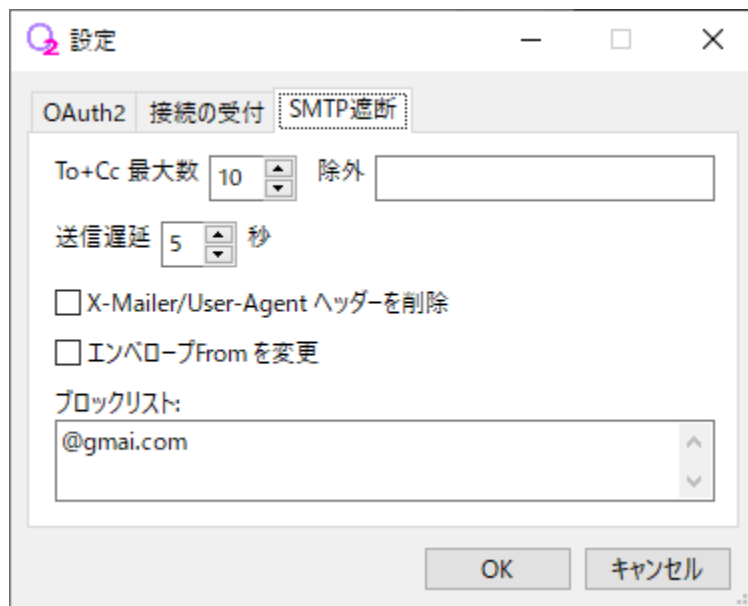 設定
OAuth2 接続の受付 SMTP遮断
To+Cc 最大数 10 除外
送信遅延 5 秒
X-Mailer/User-Agent ヘッダーを削除
エンベロープFrom を変更
ブロックリスト:
@gmai.com
OK キャンセル